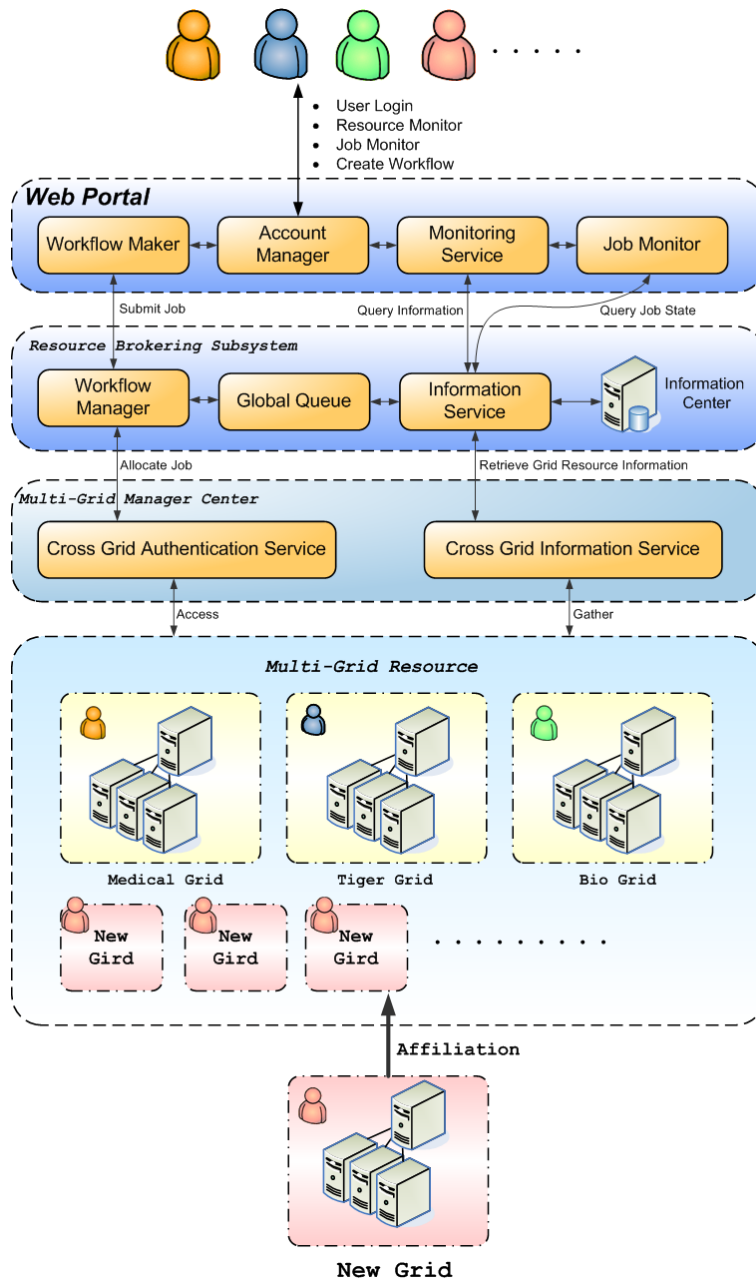 • User Login
• Resource Monitor
• Job Monitor
• Create Workflow
Web Portal
Workflow Maker
Account
Manager
Monitoring
Service
Job Monitor
Submit Job
Query Information
Query Job State
Resource Brokering Subsystem
Workflow
Manager
Global Queue
Information
Service
Information
Center
Allocate Job
Retrieve Grid Resource Information
Multi-Grid Manager Center
Cross Grid Authentication Service
Cross Grid Information Service
Access
Gather
Multi-Grid Resource
Medical Grid
Tiger Grid
Bio Grid
New
Gird
New
Gird
New
Gird
Affiliation
New Grid